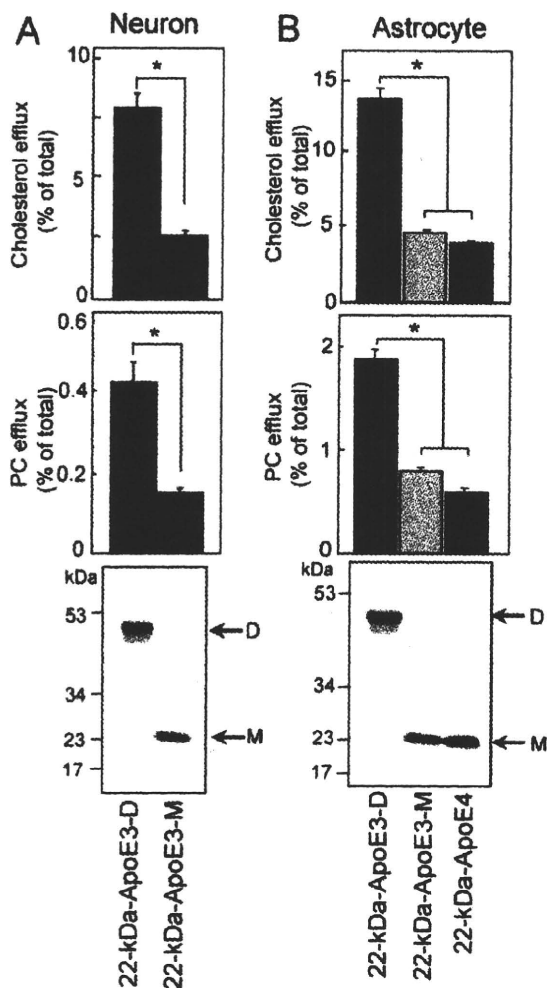 A Neuron
Cholesterol efflux
(% of total)
10
5
0
*
PC efflux
(% of total)
0.6
0.4
0.2
0
*
kDa
53
34
23
17
D
M
22-kDa-ApoE3-D
22-kDa-ApoE3-M
B Astrocyte
Cholesterol efflux
(% of total)
15
10
5
0
*
PC efflux
(% of total)
2
1
0
*
kDa
53
34
23
17
D
M
22-kDa-ApoE3-D
22-kDa-ApoE3-M
22-kDa-ApoE4